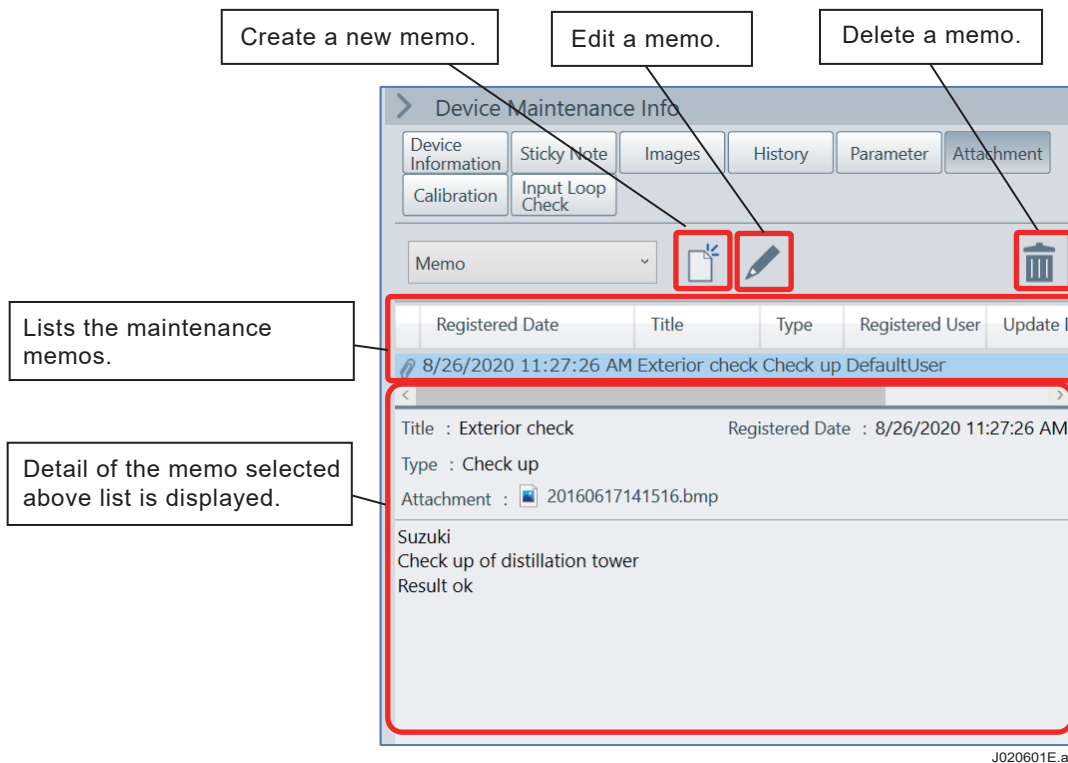 Create a new memo.
Edit a memo.
Delete a memo.
Device Maintenance Info
Device
Information
Sticky Note
Images
History
Parameter
Attachment
Calibration
Input Loop
Check
Memo
Lists the maintenance
memos.
Registered Date Title Type Registered User Update D
8/26/2020 11:27:26 AM Exterior check Check up DefaultUser
Title : Exterior check Registered Date : 8/26/2020 11:27:26 AM
Type : Check up
Attachment : 20160617141516.bmp
Detail of the memo selected
above list is displayed.
Suzuki
Check up of distillation tower
Result ok
J020601E.a